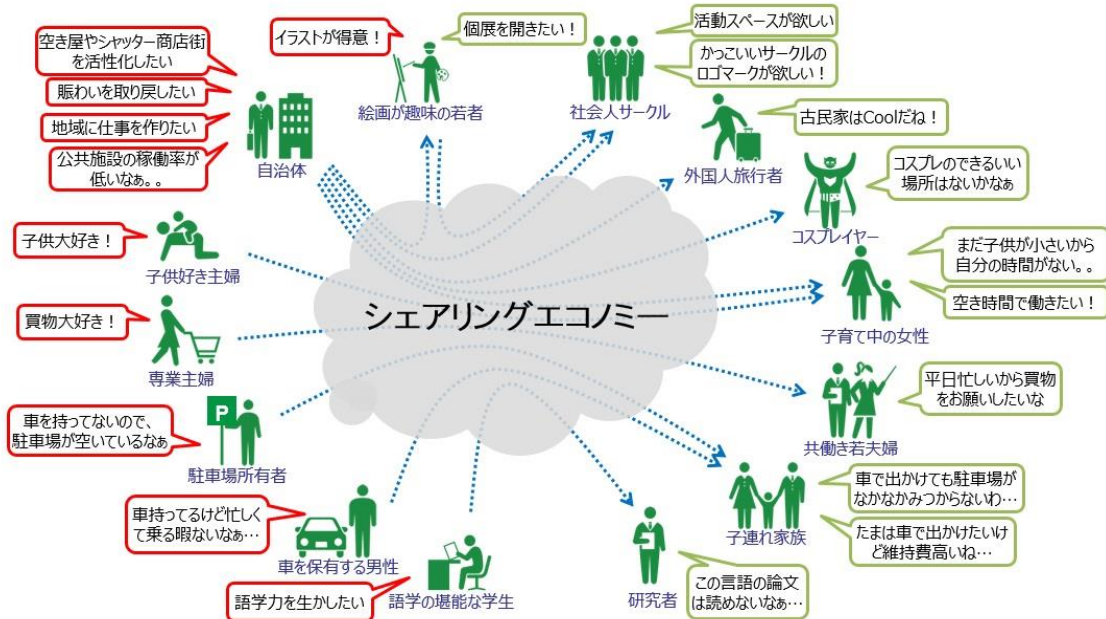 空き屋やシャッター商店街
を活性化したい
賑わいを取り戻したい
地域に仕事を作りたい
公共施設の稼働率が
低いなぁ。。
自治体
イラストが得意！
個展を開きたい！
絵画が趣味の若者
活動スペースが欲しい
かっこいいサークルの
ロゴマークが欲しい！
社会人サークル
古民家はCoolだね！
外国人旅行者
コスプレのできるいい
場所はないかなぁ
コスプレイヤー
子供大好き！
子供好き主婦
まだ子供が小さいから
自分の時間がない。。
空き時間で働きたい！
子育て中の女性
シェアリングエコノミー
買物大好き！
専業主婦
平日忙しいから買物
をお願いしたいな
共働き若夫婦
車を持ってないので、
駐車場が空いているなぁ
P
駐車場所有者
車で出かけても駐車場が
なかなかみつからないわ…
たまは車で出かけたいけ
ど維持費高いね…
子連れ家族
車持ってるけど忙しく
て乗る暇ないなぁ…
車を保有する男性
語学力を生かしたい
語学の堪能な学生
研究者
この言語の論文
は読めないなぁ…